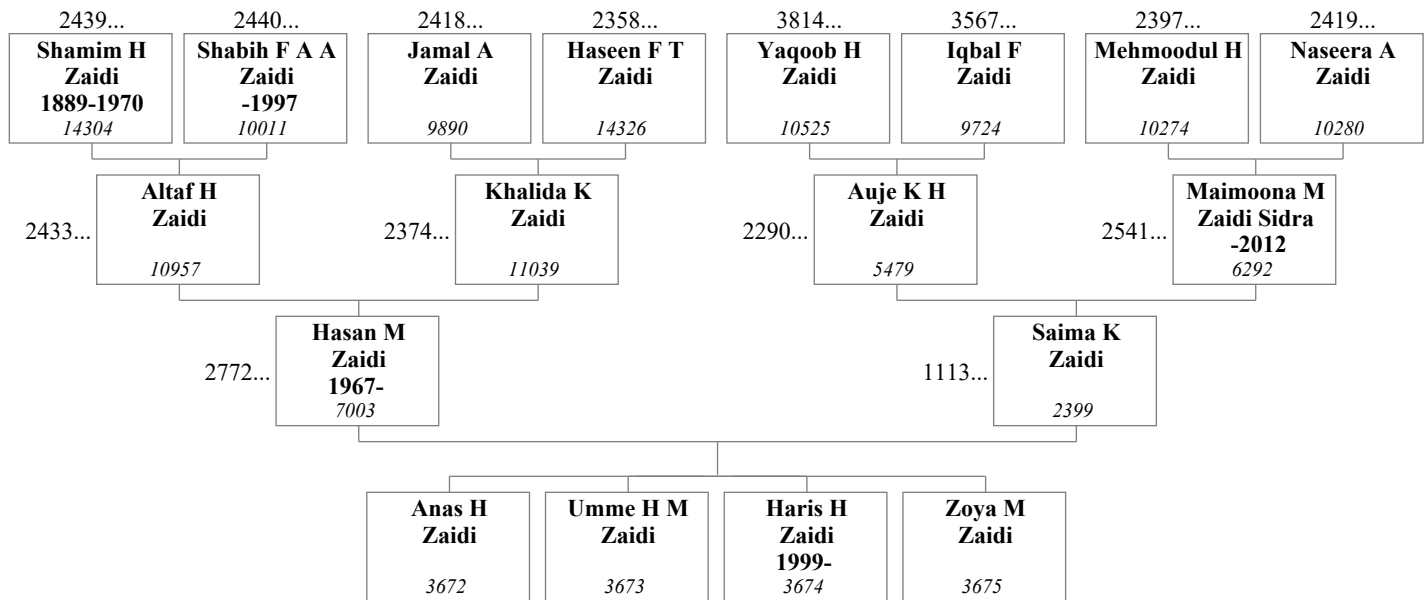 2439... 2440... 2418... 2358... 3814... 3567... 2397... 2419...
Shamim H
Zaidi
1889-1970
14304
Shabih F A A
Zaidi
-1997
10011
Jamal A
Zaidi
9890
Haseen F T
Zaidi
14326
Yaqoob H
Zaidi
10525
Iqbal F
Zaidi
9724
Mehmoodul H
Zaidi
10274
Naseera A
Zaidi
10280
2433...
Altaf H
Zaidi
10957
2374...
Khalida K
Zaidi
11039
2290...
Auje K H
Zaidi
5479
2541...
Maimoona M
Zaidi Sidra
-2012
6292
2772...
Hasan M
Zaidi
1967-
7003
1113...
Saima K
Zaidi
2399
Anas H
Zaidi
3672
Umme H M
Zaidi
3673
Haris H
Zaidi
1999-
3674
Zoya M
Zaidi
3675